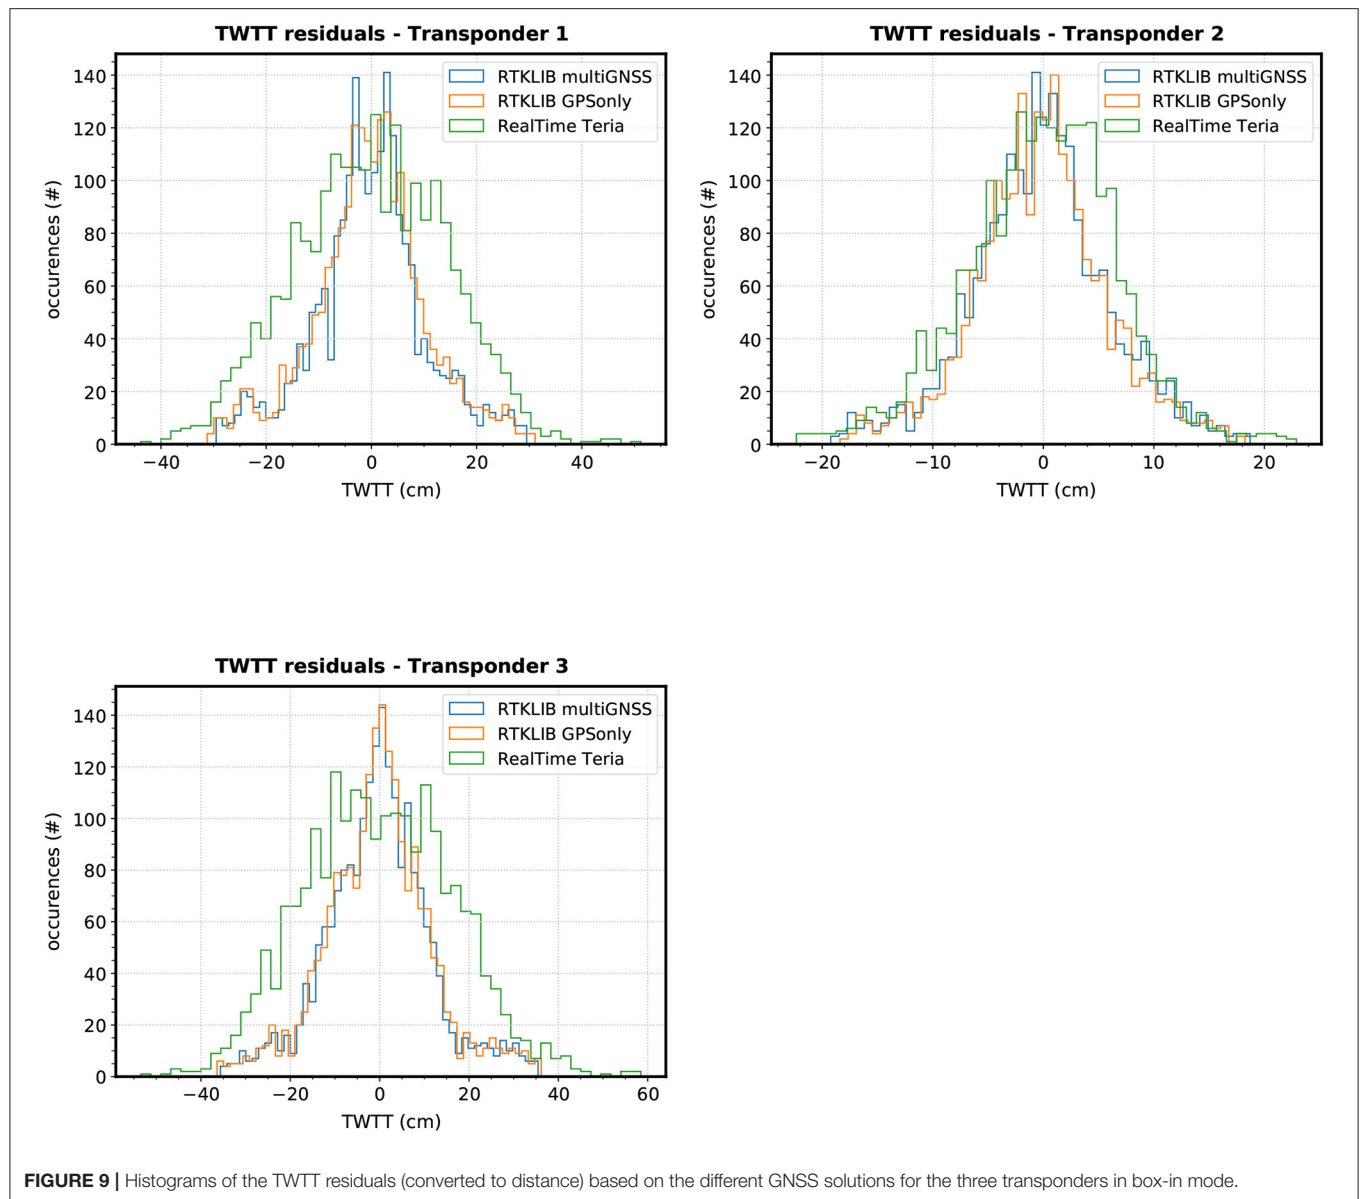 TWTT residuals - Transponder 1
RTKLIB multiGNSS
RTKLIB GPSonly
RealTime Teria
140
120
100
80
60
40
20
0
occurences (#)
−40 −20 0 20 40
TWTT (cm)
TWTT residuals - Transponder 2
RTKLIB multiGNSS
RTKLIB GPSonly
RealTime Teria
140
120
100
80
60
40
20
0
occurences (#)
−20 −10 0 10 20
TWTT (cm)
TWTT residuals - Transponder 3
RTKLIB multiGNSS
RTKLIB GPSonly
RealTime Teria
140
120
100
80
60
40
20
0
occurences (#)
−40 −20 0 20 40 60
TWTT (cm)
FIGURE 9 | Histograms of the TWTT residuals (converted to distance) based on the different GNSS solutions for the three transponders in box-in mode.